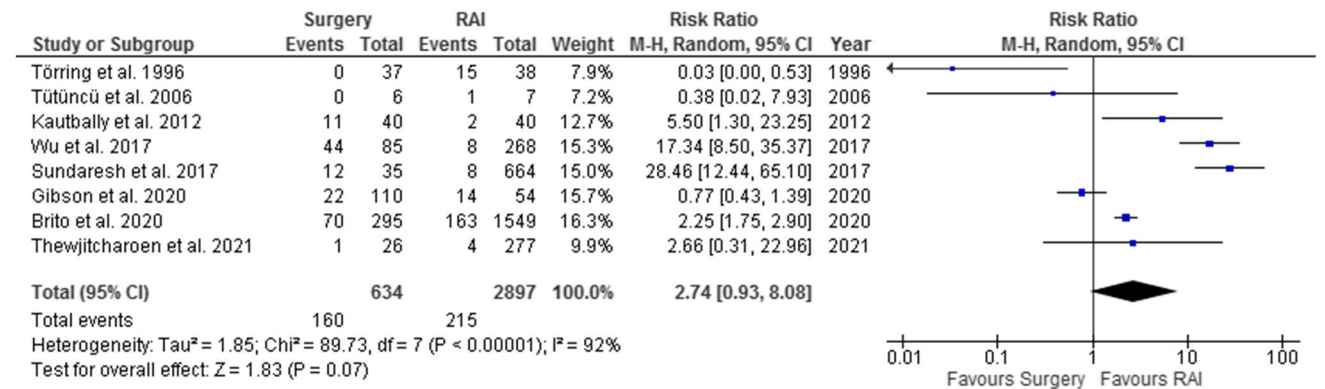 Surgery RAI Risk Ratio Risk Ratio
Study or Subgroup Events Total Events Total Weight M-H, Random, 95% CI Year M-H, Random, 95% CI
Törring et al. 1996 0 37 15 38 7.9% 0.03 [0.00, 0.53] 1996
Tütüncü et al. 2006 0 6 1 7 7.2% 0.38 [0.02, 7.93] 2006
Kautbally et al. 2012 11 40 2 40 12.7% 5.50 [1.30, 23.25] 2012
Wu et al. 2017 44 85 8 268 15.3% 17.34 [8.50, 35.37] 2017
Sundaresh et al. 2017 12 35 8 664 15.0% 28.46 [12.44, 65.10] 2017
Gibson et al. 2020 22 110 14 54 15.7% 0.77 [0.43, 1.39] 2020
Brito et al. 2020 70 295 163 1549 16.3% 2.25 [1.75, 2.90] 2020
Thewjitcharoen et al. 2021 1 26 4 277 9.9% 2.66 [0.31, 22.96] 2021
Total (95% CI) 634 2897 100.0% 2.74 [0.93, 8.08]
Total events 160 215
Heterogeneity: Tau² = 1.85; Chi² = 89.73, df = 7 (P < 0.00001); I² = 92%
Test for overall effect: Z = 1.83 (P = 0.07)
0.01 0.1 1 10 100
Favours Surgery Favours RAI